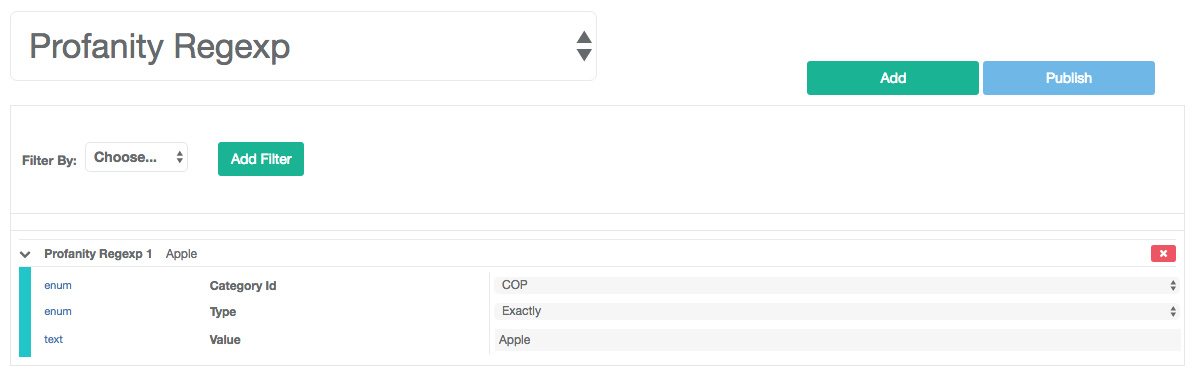 Profanity Regexp
Add Publish
Filter By: Choose... Add Filter
Profanity Regexp 1 Apple
enum Category Id COP
enum Type Exactly
text Value Apple